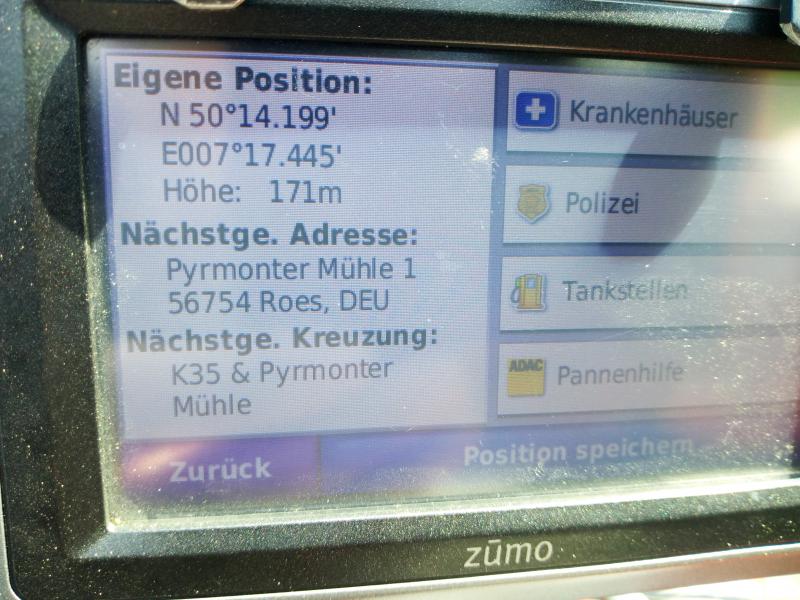 Eigene Position:
N 50°14.199'
E007°17.445'
Höhe: 171m
Nächstge. Adresse:
Pyrmonter Mühle 1
56754 Roes, DEU
Nächstge. Kreuzung:
K35 & Pyrmonter
Mühle
Krankenhäuser
Polizei
Tankstellen
ADAC
Pannenhilfe
Zurück
Position speichern
zūmo